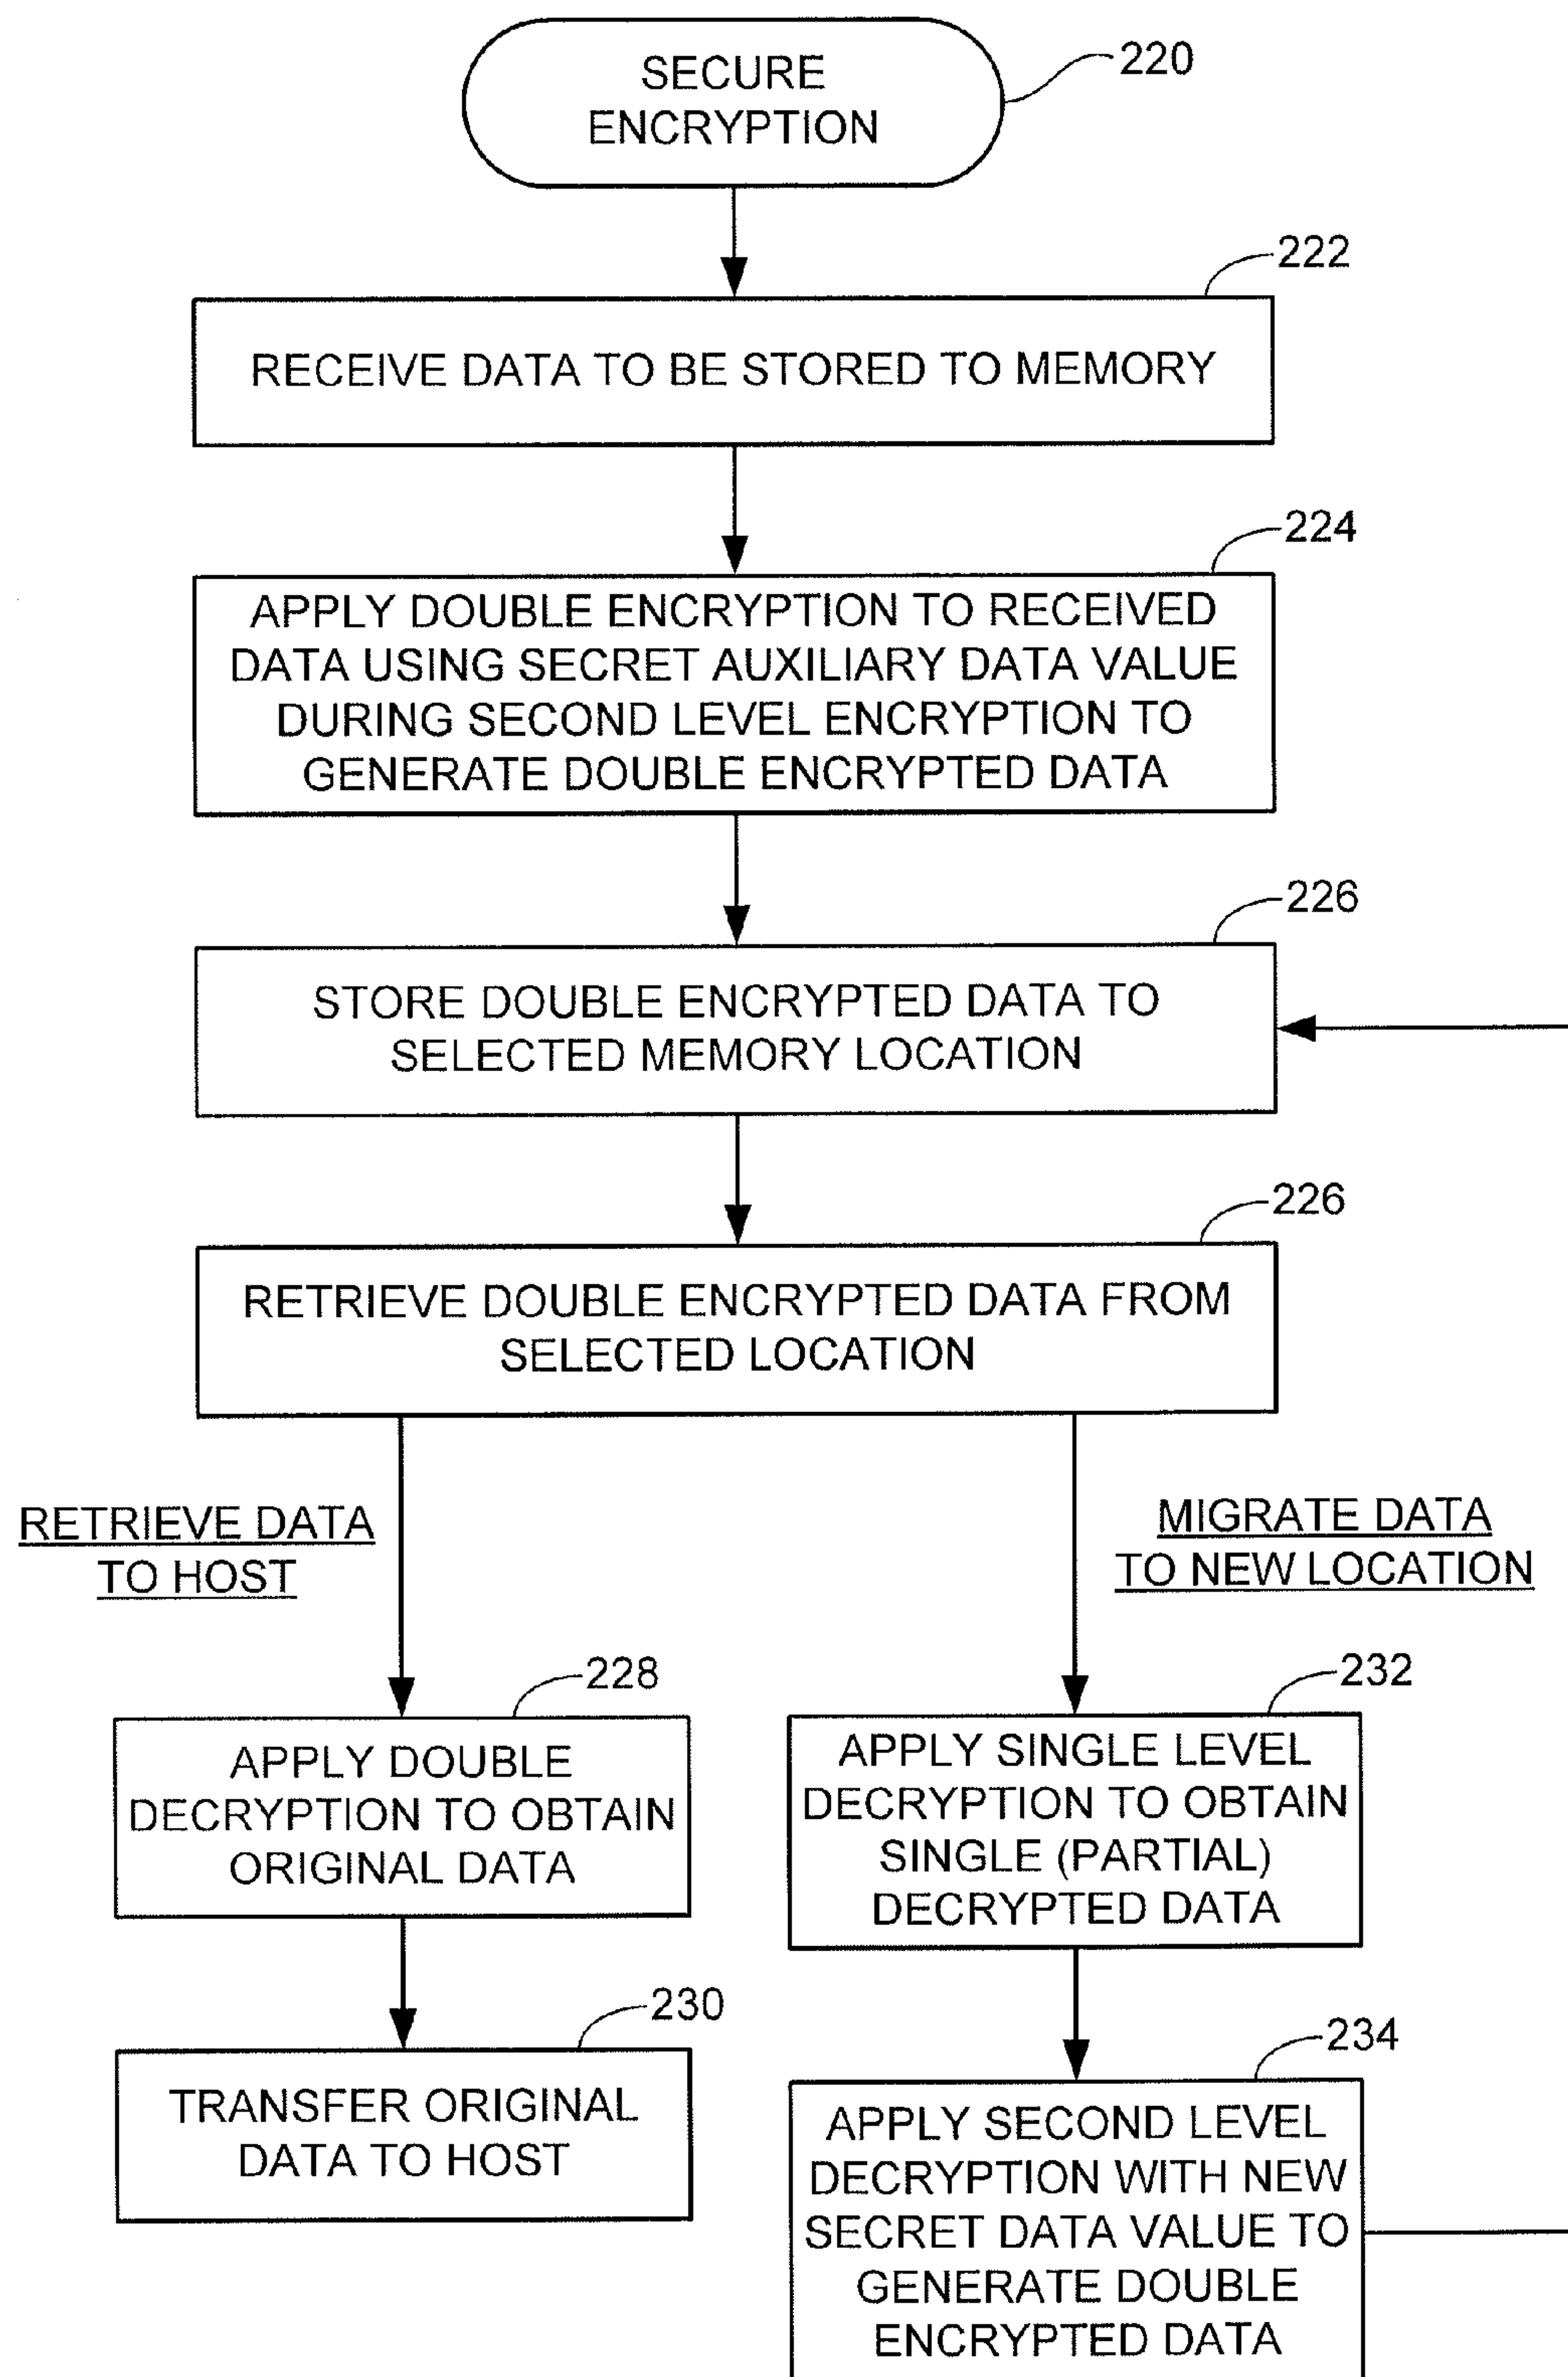 SECURE
ENCRYPTION
220
222
RECEIVE DATA TO BE STORED TO MEMORY
224
APPLY DOUBLE ENCRYPTION TO RECEIVED
DATA USING SECRET AUXILIARY DATA VALUE
DURING SECOND LEVEL ENCRYPTION TO
GENERATE DOUBLE ENCRYPTED DATA
226
STORE DOUBLE ENCRYPTED DATA TO
SELECTED MEMORY LOCATION
226
RETRIEVE DOUBLE ENCRYPTED DATA FROM
SELECTED LOCATION
RETRIEVE DATA
TO HOST
MIGRATE DATA
TO NEW LOCATION
228
APPLY DOUBLE
DECRYPTION TO OBTAIN
ORIGINAL DATA
230
TRANSFER ORIGINAL
DATA TO HOST
232
APPLY SINGLE LEVEL
DECRYPTION TO OBTAIN
SINGLE (PARTIAL)
DECRYPTED DATA
234
APPLY SECOND LEVEL
DECRYPTION WITH NEW
SECRET DATA VALUE TO
GENERATE DOUBLE
ENCRYPTED DATA